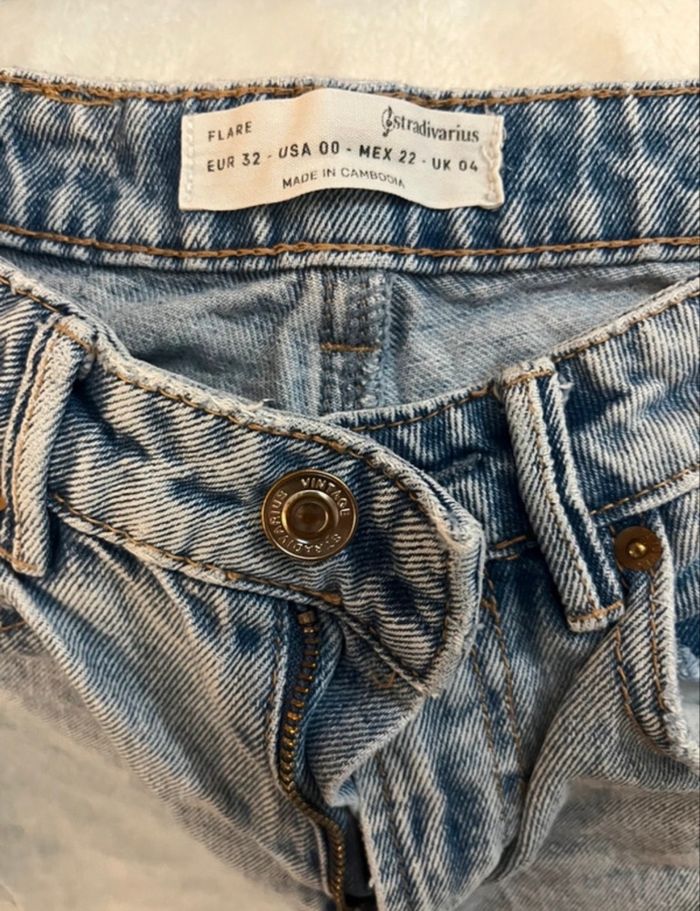 FLARE
stradivarius
EUR 32 - USA 00 - MEX 22 - UK 04
MADE IN CAMBODIA
VINTAGE
STRADIVARIUS